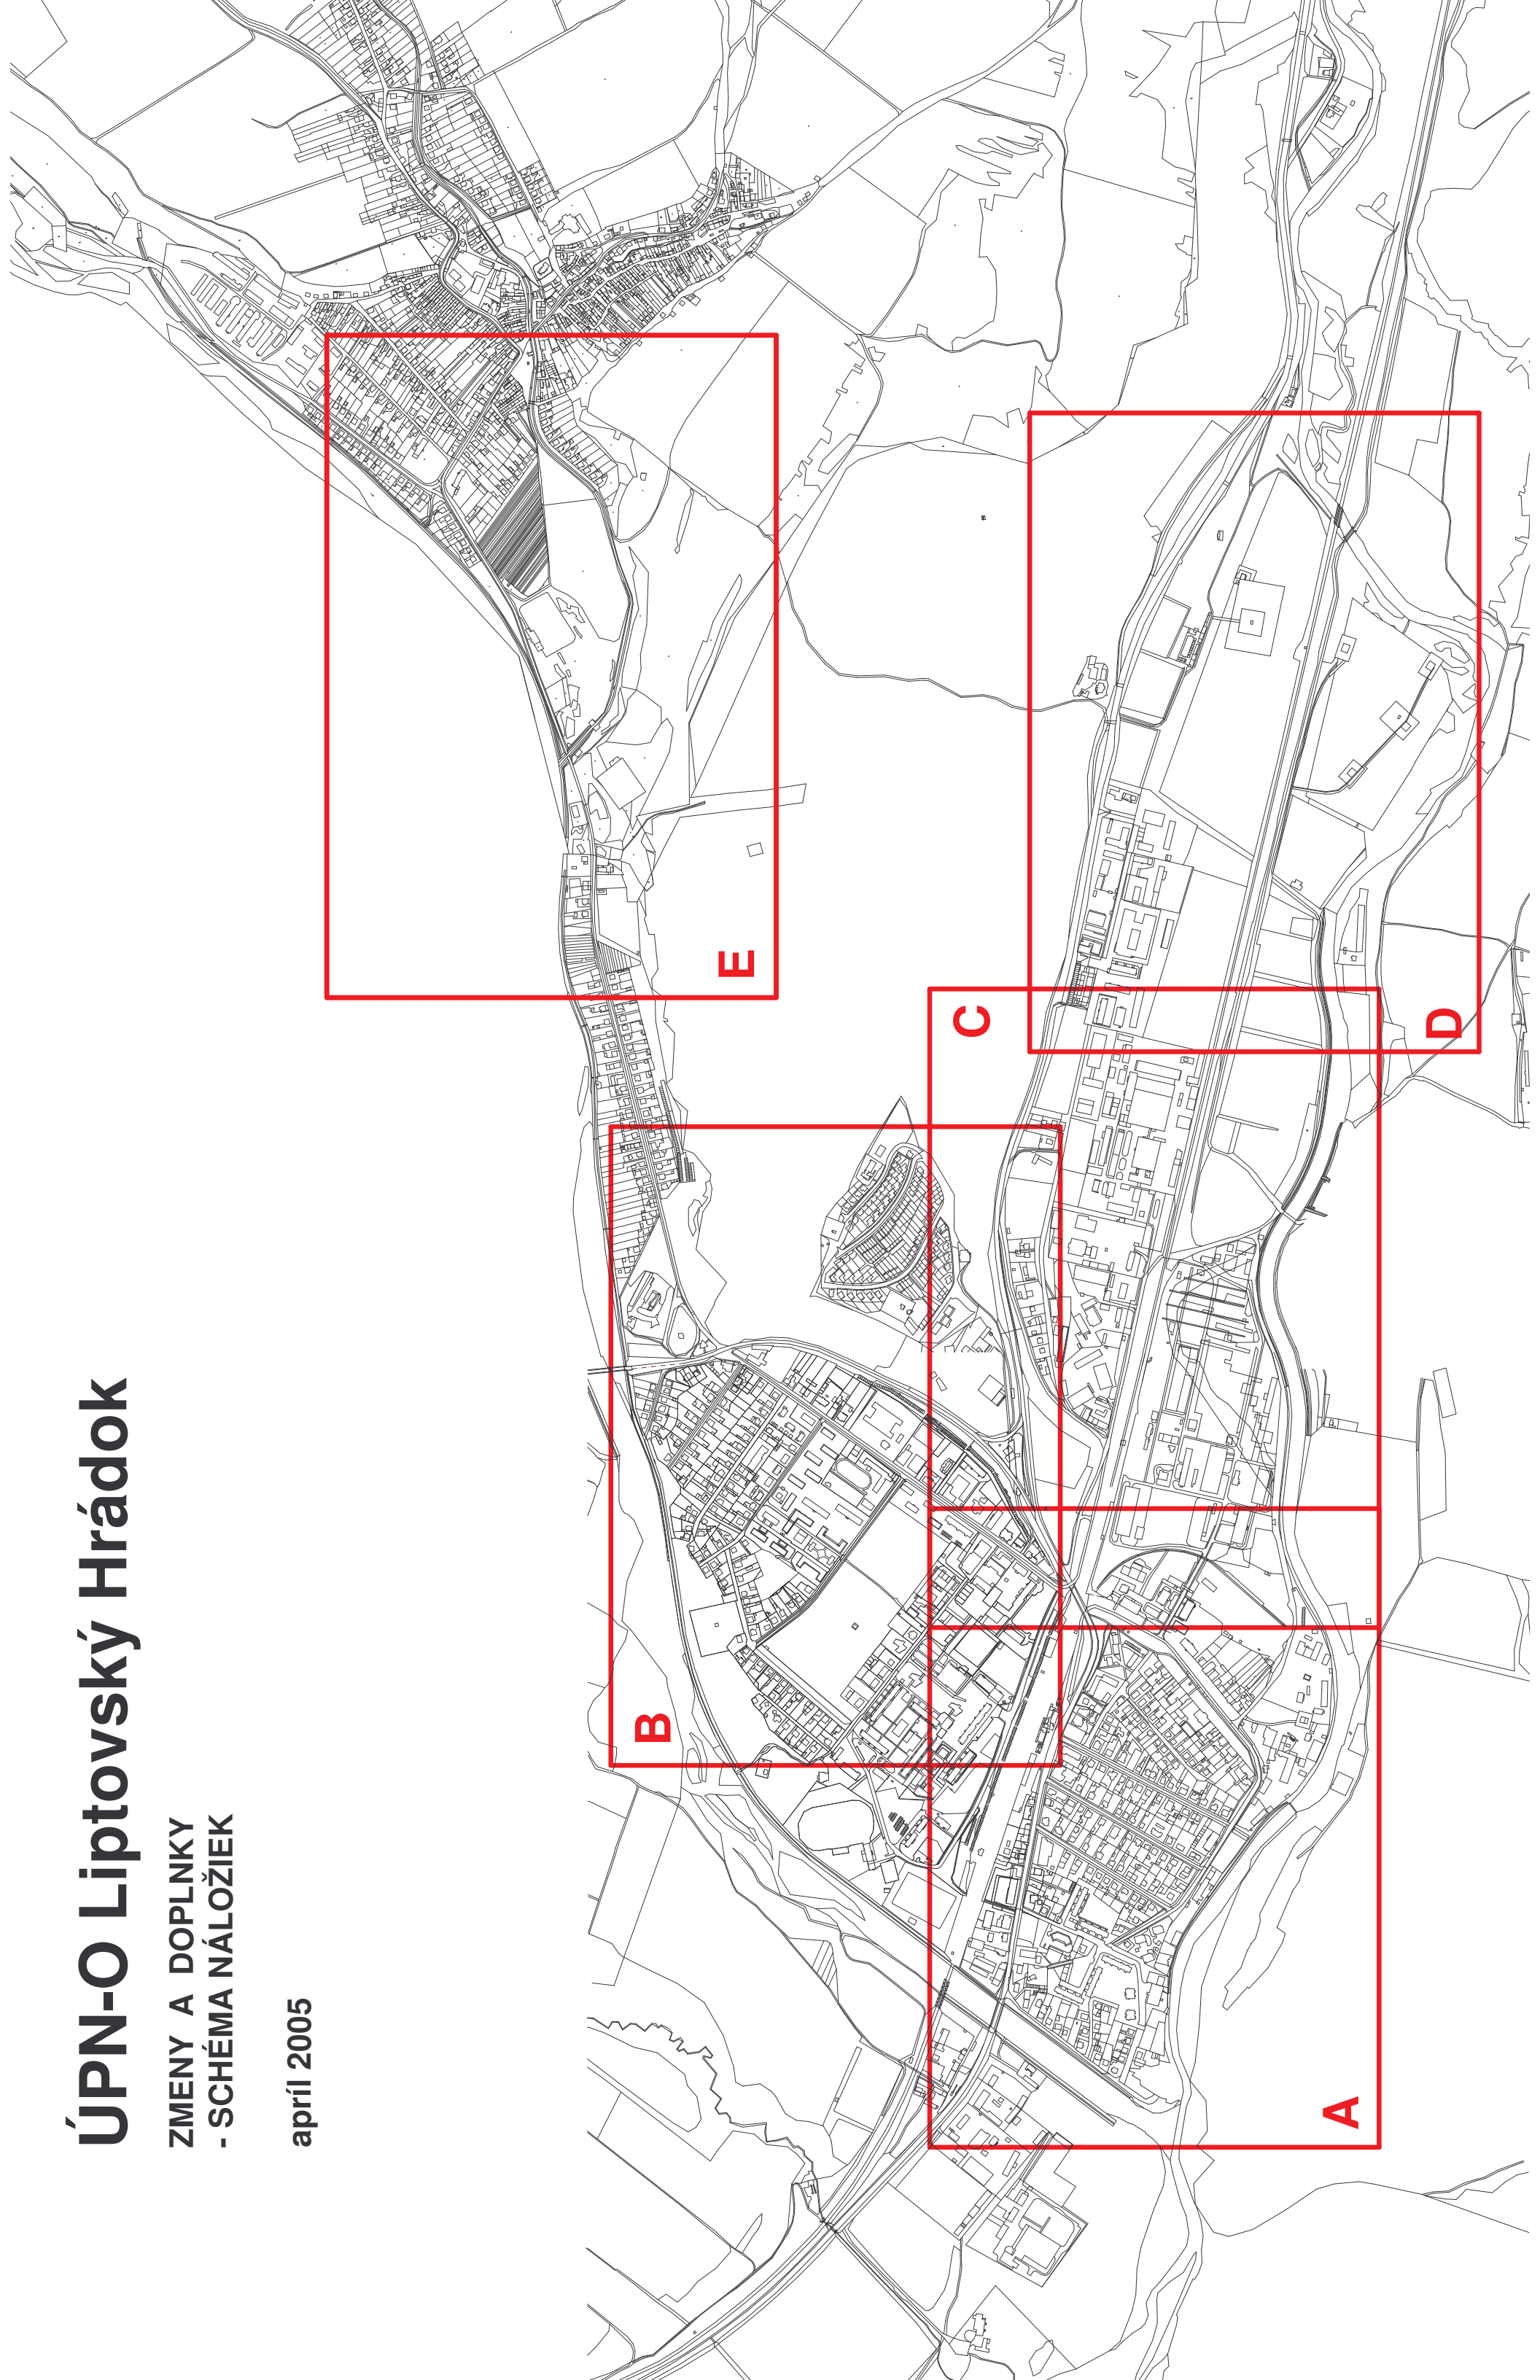 ÚPN-O Liptovský Hrádok
ZMENY A DOPLNKY
- SCHÉMA NÁLOŽIEK
apríl 2005
E
C
D
B
A